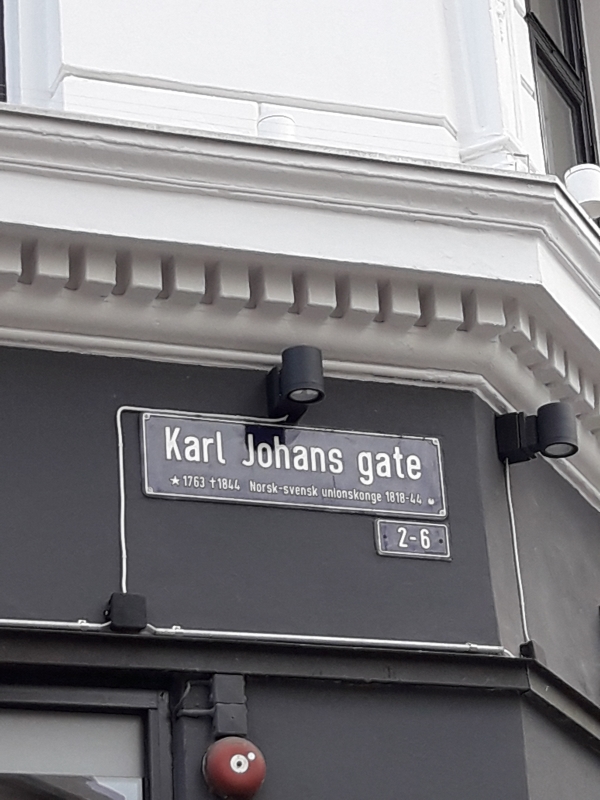 Karl Johans gate
★ 1763 ✝ 1844 Norsk-svensk unionskonge 1818-44
2-6